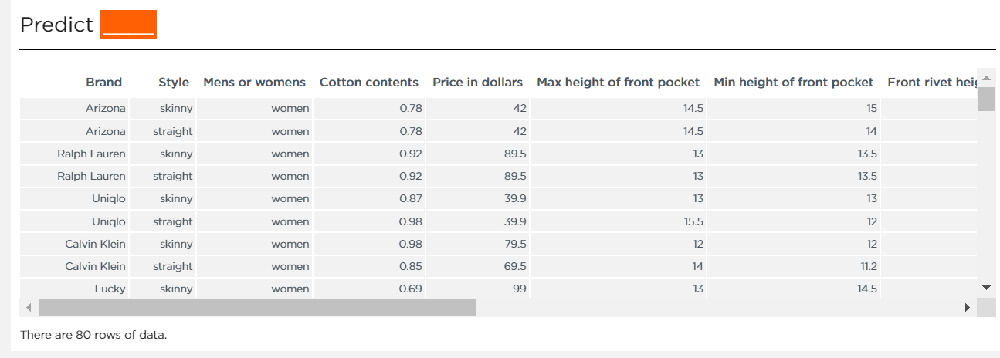 Predict ____
Brand Style Mens or womens Cotton contents Price in dollars Max height of front pocket Min height of front pocket Front rivet
Arizona skinny women 0.78 42 14.5 15
Arizona straight women 0.78 42 14.5 14
Ralph Lauren skinny women 0.92 89.5 13 13.5
Ralph Lauren straight women 0.92 89.5 13 13.5
Uniqlo skinny women 0.87 39.9 13 13
Uniqlo straight women 0.98 39.9 15.5 12
Calvin Klein skinny women 0.98 79.5 12 12
Calvin Klein straight women 0.85 69.5 14 11.2
Lucky skinny women 0.69 99 13 14.5
There are 80 rows of data.